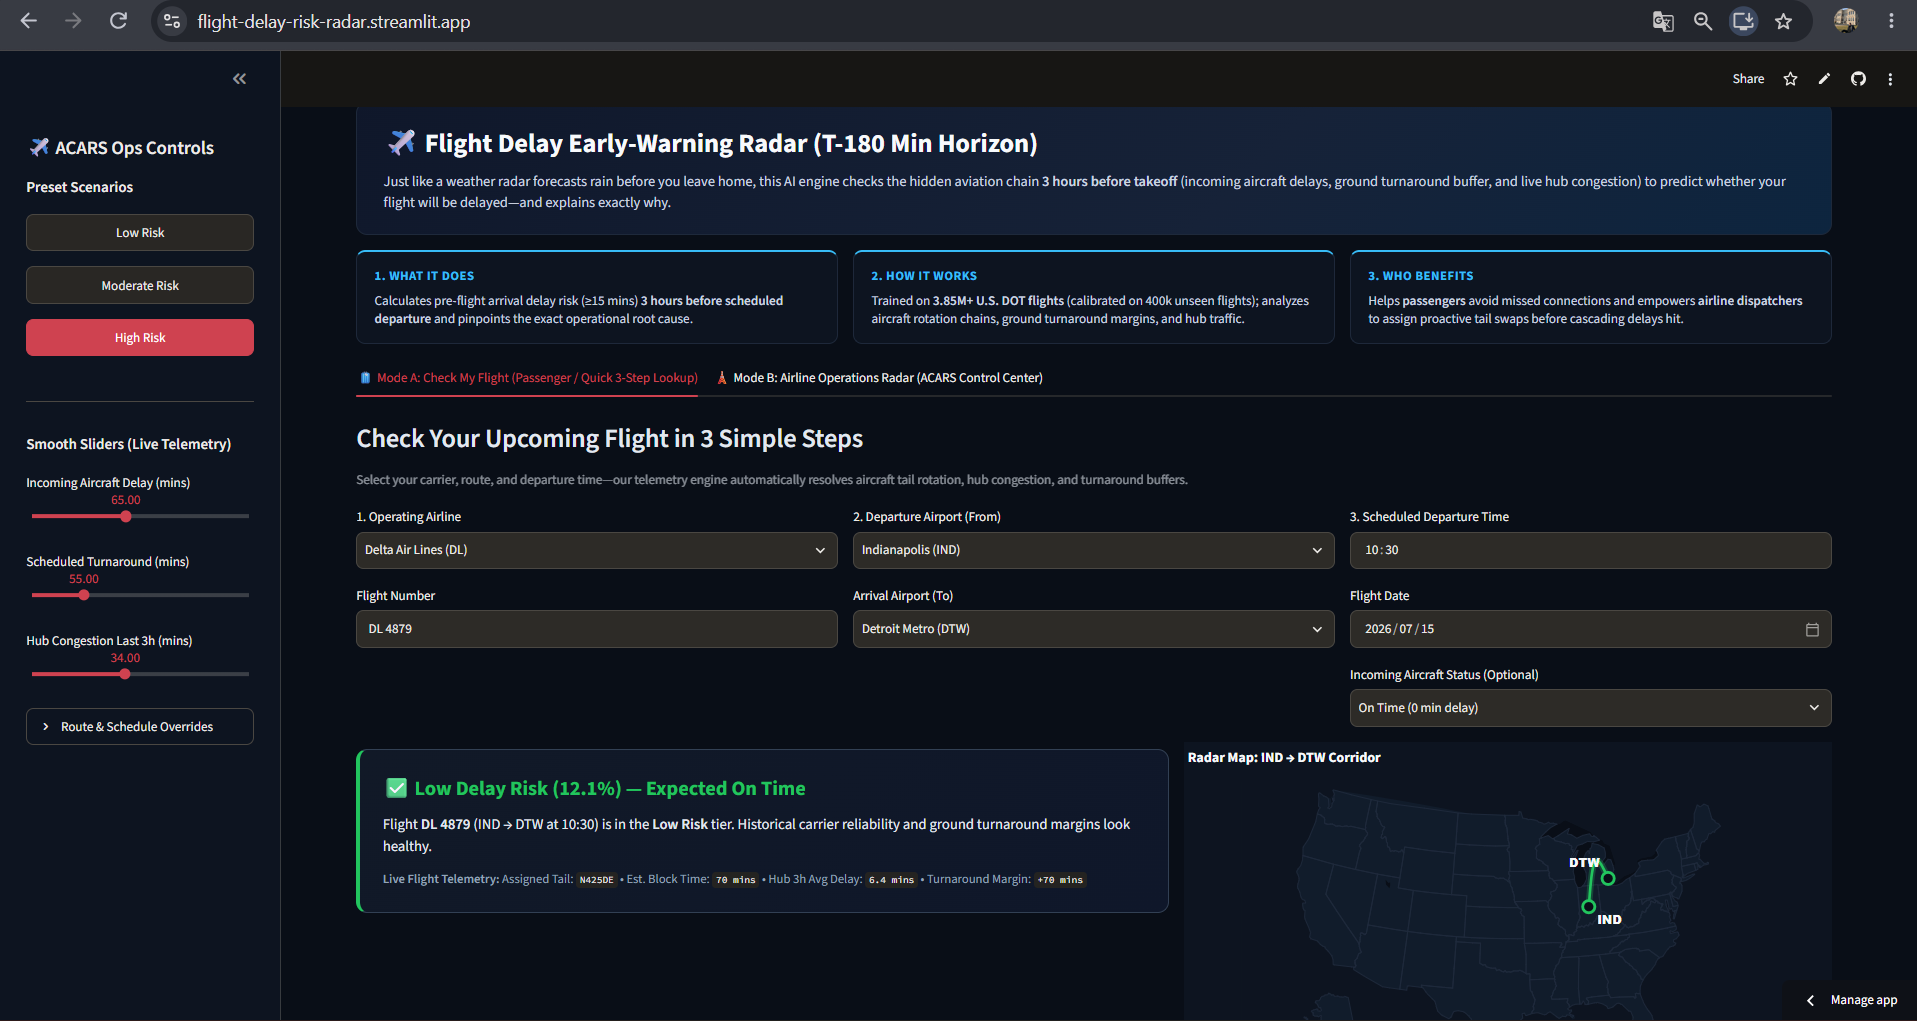 flight-delay-risk-radar.streamlit.app
Share
ACARS Ops Controls
Preset Scenarios
Low Risk
Moderate Risk
High Risk
Smooth Sliders (Live Telemetry)
Incoming Aircraft Delay (mins)
65.00
Scheduled Turnaround (mins)
55.00
Hub Congestion Last 3h (mins)
34.00
Route & Schedule Overrides
Flight Delay Early-Warning Radar (T-180 Min Horizon)
Just like a weather radar forecasts rain before you leave home, this AI engine checks the hidden aviation chain 3 hours before takeoff (incoming aircraft delays, ground turnaround buffer, and live hub congestion) to predict whether your
flight will be delayed—and explains exactly why.
1. WHAT IT DOES
Calculates pre-flight arrival delay risk (≥15 mins) 3 hours before scheduled
departure and pinpoints the exact operational root cause.
2. HOW IT WORKS
Trained on 3.85M+ U.S. DOT flights (calibrated on 400k unseen flights); analyzes
aircraft rotation chains, ground turnaround margins, and hub traffic.
3. WHO BENEFITS
Helps passengers avoid missed connections and empowers airline dispatchers
to assign proactive tail swaps before cascading delays hit.
Mode A: Check My Flight (Passenger / Quick 3-Step Lookup)
Mode B: Airline Operations Radar (ACARS Control Center)
Check Your Upcoming Flight in 3 Simple Steps
Select your carrier, route, and departure time—our telemetry engine automatically resolves aircraft tail rotation, hub congestion, and turnaround buffers.
1. Operating Airline
Delta Air Lines (DL)
2. Departure Airport (From)
Indianapolis (IND)
3. Scheduled Departure Time
10:30
Flight Number
DL 4879
Arrival Airport (To)
Detroit Metro (DTW)
Flight Date
2026/07/15
Incoming Aircraft Status (Optional)
On Time (0 min delay)
Low Delay Risk (12.1%) — Expected On Time
Flight DL 4879 (IND → DTW at 10:30) is in the Low Risk tier. Historical carrier reliability and ground turnaround margins look
healthy.
Live Flight Telemetry: Assigned Tail: N425DE • Est. Block Time: 70 mins • Hub 3h Avg Delay: 6.4 mins • Turnaround Margin: +70 mins
Radar Map: IND → DTW Corridor
DTW
IND
Manage app